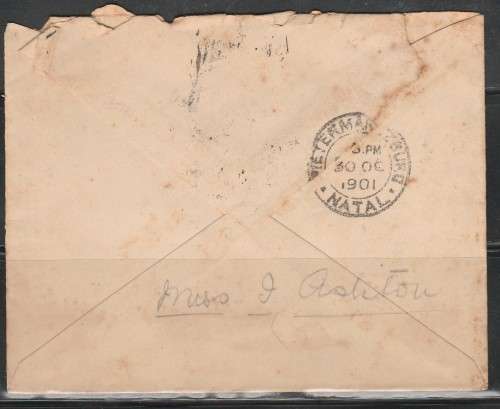 PIETERMARITZBURG
3 PM
30 OC
1901
NATAL
Miss I Ashton